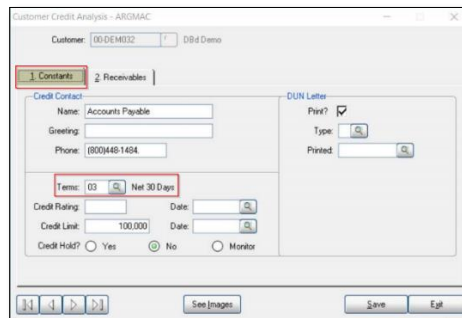 Customer Credit Analysis - ARGMAC
Customer: 00-DEM032 DBd Demo
1. Constants 2. Receivables
Credit Contact DUN Letter
Name: Accounts Payable Print?
Greeting: Type:
Phone: (800)448-1484. Printed:
Terms: 03 Net 30 Days
Credit Rating: Date:
Credit Limit: 100,000 Date:
Credit Hold? Yes No Monitor
See Images Save Exit